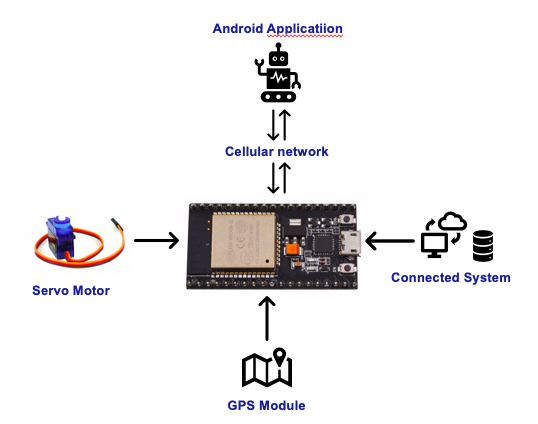 Android Applicatiion
Cellular network
Servo Motor
Connected System
GPS Module